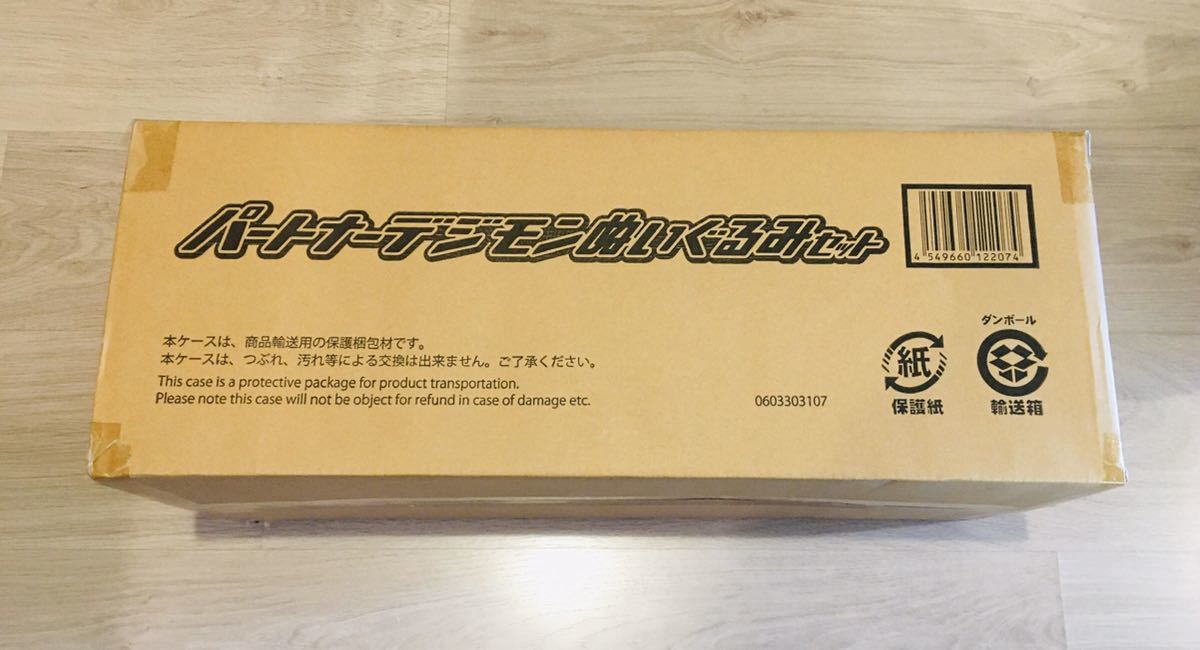 パートナーデジモンぬいぐるみセット
4 549660 122074
本ケースは、商品輸送用の保護梱包材です。
本ケースは、つぶれ、汚れ等による交換は出来ません。ご了承ください。
This case is a protective package for product transportation.
Please note this case will not be object for refund in case of damage etc.
0603303107
紙
保護紙
ダンボール
輸送箱